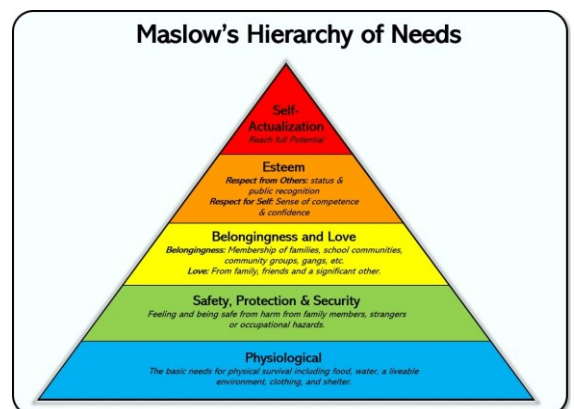 Maslow's Hierarchy of Needs
Self-
Actualization
Reach full Potential
Esteem
Respect from Others: status &
public recognition
Respect for Self: Sense of competence
& confidence
Belongingness and Love
Belongingness: Membership of families, school communities,
community groups, gangs, etc.
Love: From family, friends and a significant other.
Safety, Protection & Security
Feeling and being safe from harm from family members, strangers
or occupational hazards.
Physiological
The basic needs for physical survival including food, water, a liveable
environment, clothing, and shelter.